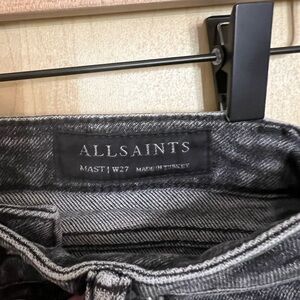 ALLSAINTS
MAST | W27 MADE IN TURKEY